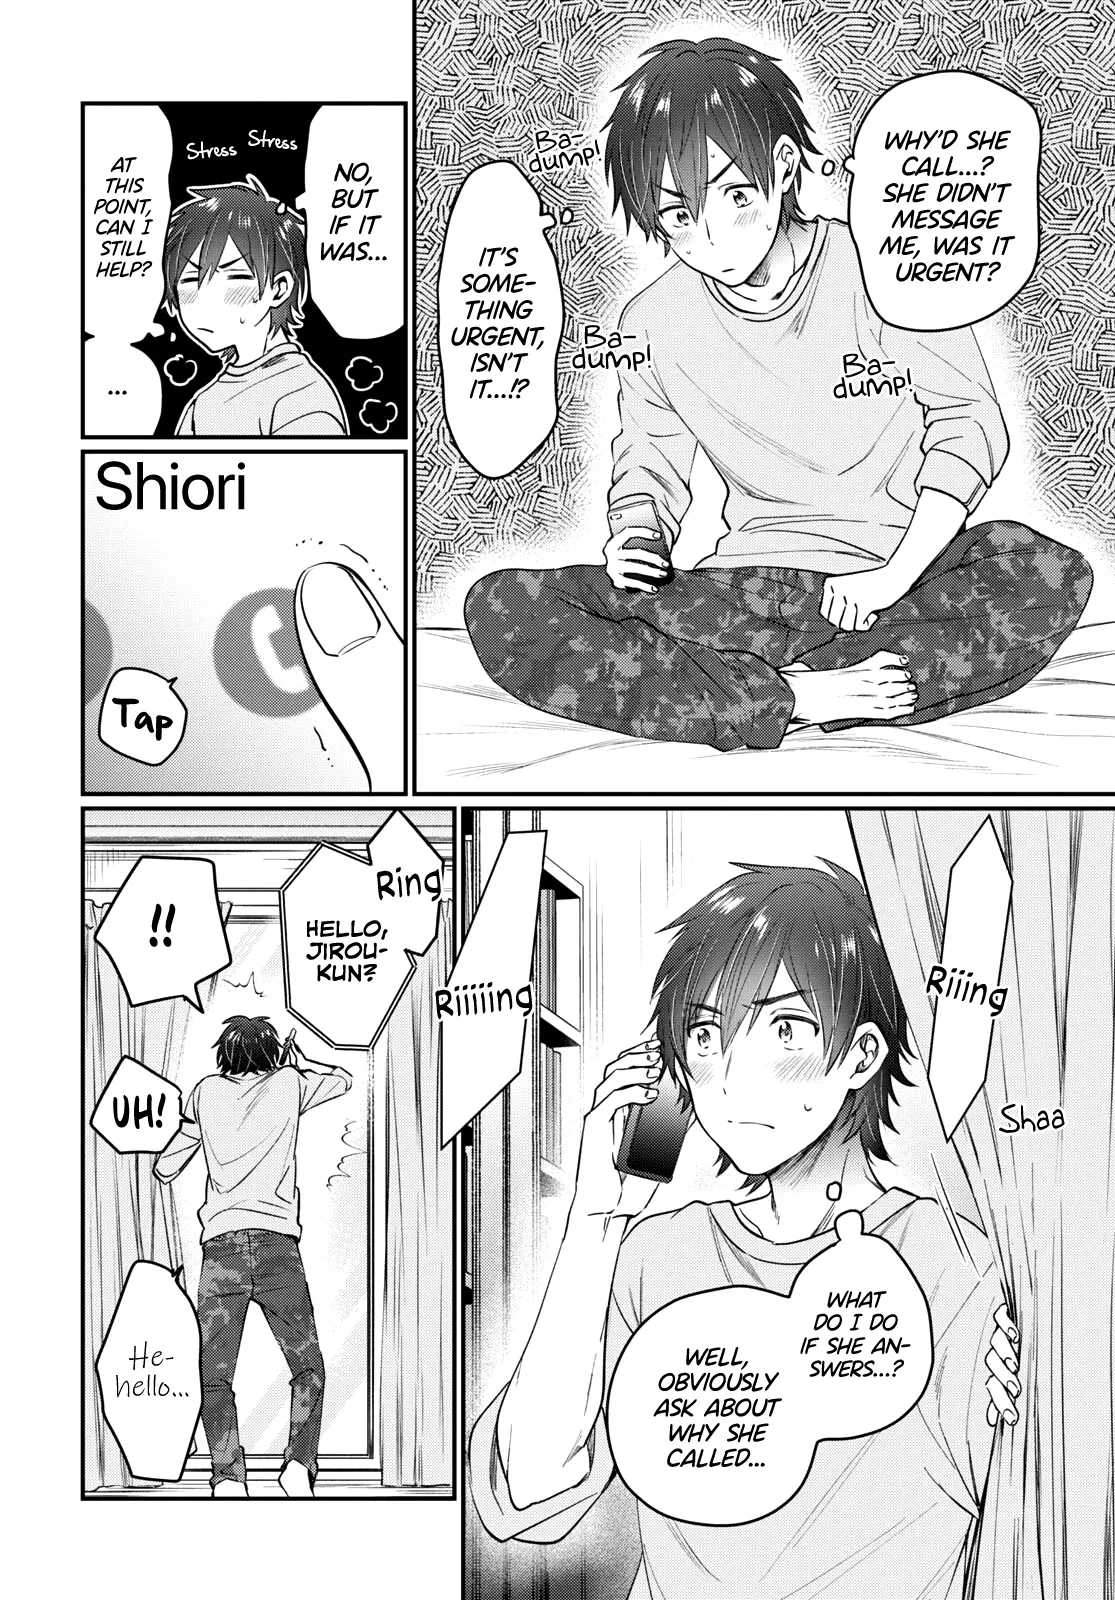 WHY'D SHE
CALL...?
SHE DIDN'T
MESSAGE
ME, WAS IT
URGENT?
Ba-
dump!
IT'S
SOME-
THING
URGENT,
ISN'T
IT...!?
Ba-
dump!
Ba-
dump!
NO,
BUT IF IT
WAS...
Stress Stress
AT
THIS
POINT,
CAN I
STILL
HELP?
...
Shiori
Tap
Riiing
Shaa
Riiiiing
WHAT
DO I DO
IF SHE AN-
SWERS...?
WELL,
OBVIOUSLY
ASK ABOUT
WHY SHE
CALLED...
Ring
HELLO,
JIROU-
KUN?
!!
UH!
He-
hello...